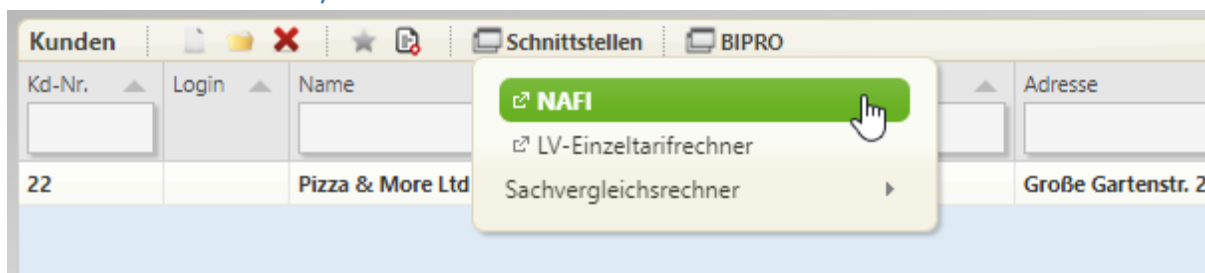 Kunden Schnittstellen BIPRO
Kd-Nr. Login Name Adresse
NAFI
LV-Einzeltarifrechner
22 Pizza & More Ltd Sachvergleichsrechner Große Gartenstr. 2